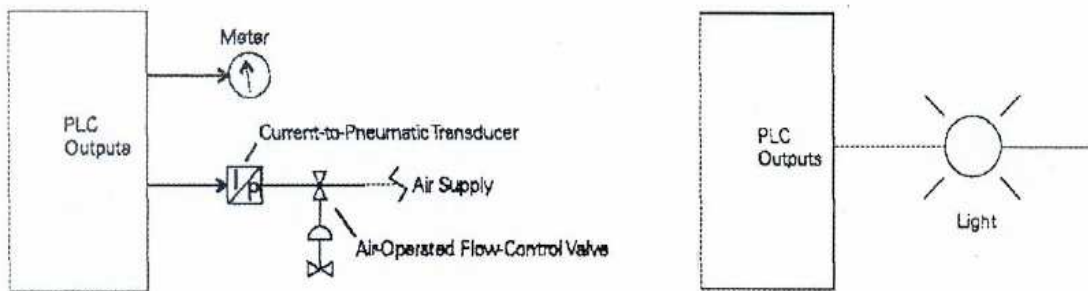 Meter
PLC
Outputs
Current-to-Pneumatic Transducer
I/P
Air Supply
Air-Operated Flow-Control Valve
PLC
Outputs
Light